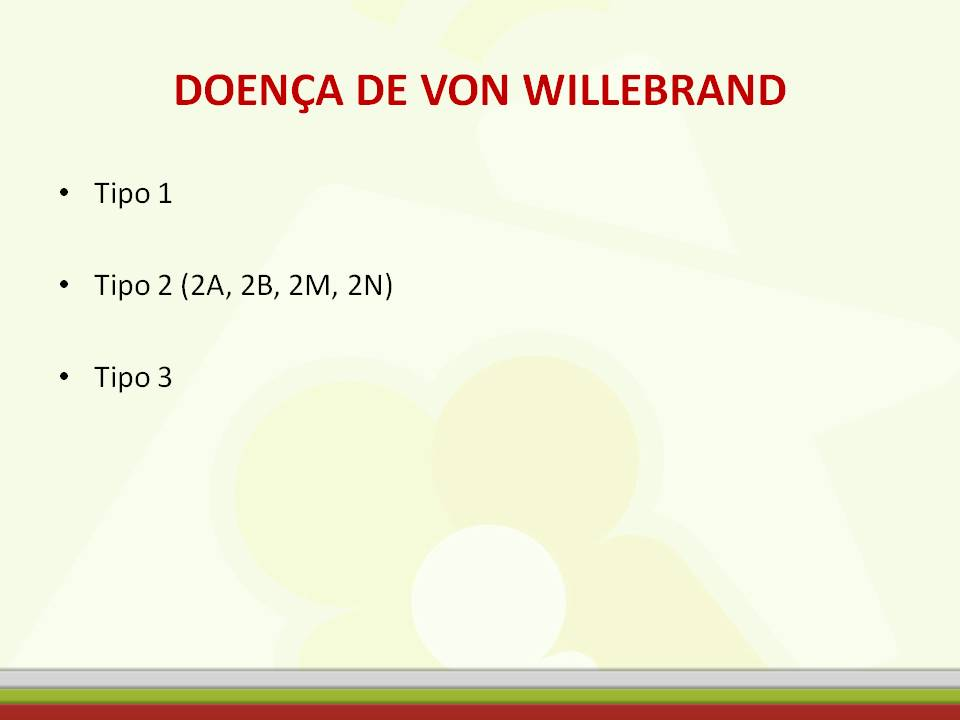 DOENÇA DE VON WILLEBRAND
• Tipo 1
• Tipo 2 (2A, 2B, 2M, 2N)
• Tipo 3